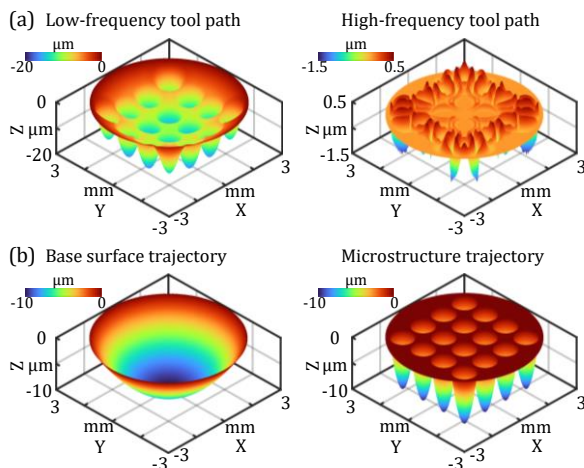 (a) Low-frequency tool path
µm
-20 0
0
Z µm
-20
3
mm
Y
-3
-3
mm
X
3
High-frequency tool path
µm
-1.5 0.5
0.5
Z µm
-1.5
3
mm
Y
-3
-3
mm
X
3
(b) Base surface trajectory
µm
-10 0
0
Z µm
-10
3
mm
Y
-3
-3
mm
X
3
Microstructure trajectory
µm
-10 0
0
Z µm
-10
3
mm
Y
-3
-3
mm
X
3